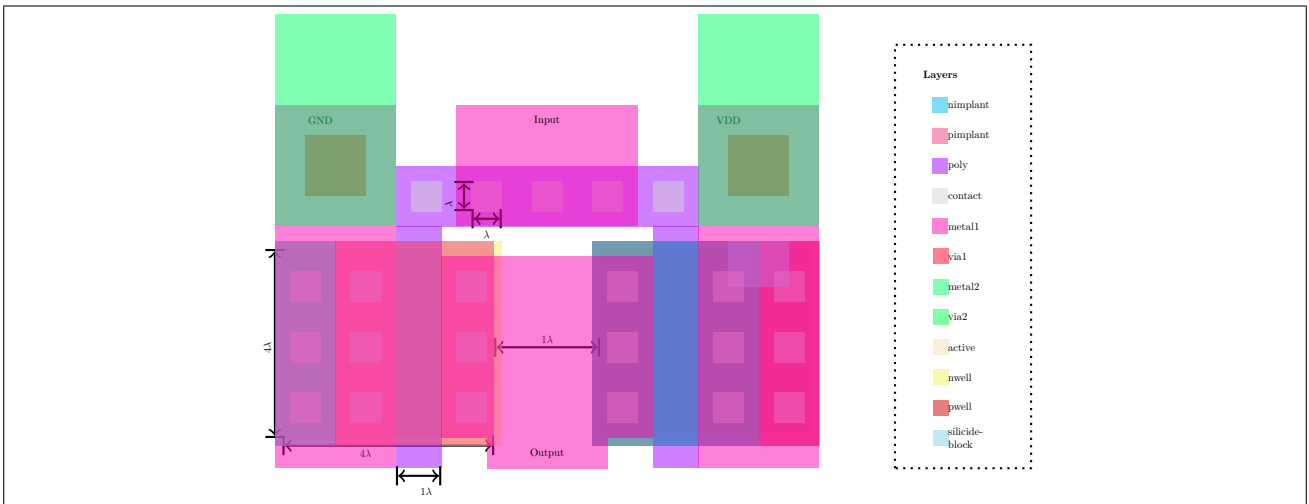 GND
Input
VDD
λ
λ
4λ
1λ
4λ
Output
1λ
Layers
nimplant
pimplant
poly
contact
metal1
via1
metal2
via2
active
nwell
pwell
silicide-
block